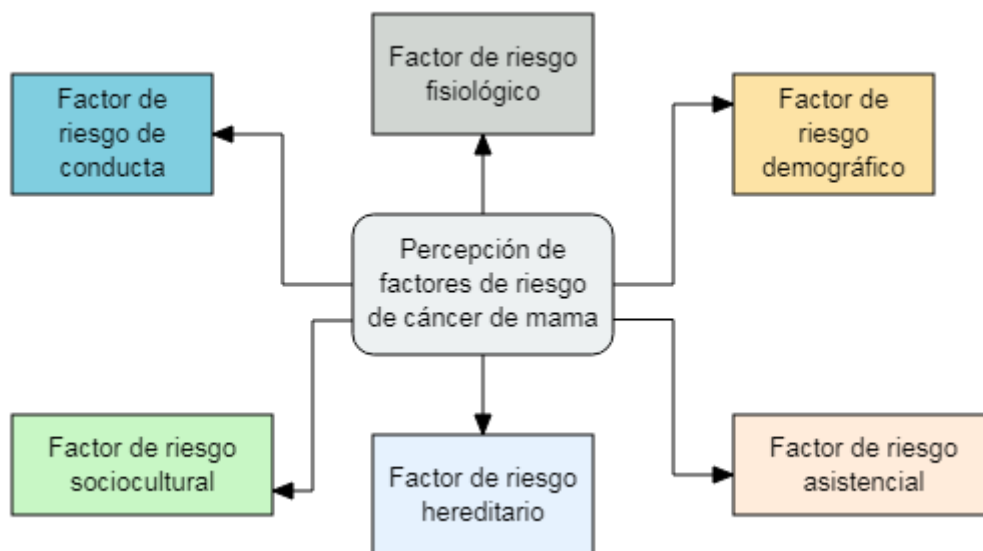 Factor de riesgo
fisiológico
Factor de
riesgo de
conducta
Factor de
riesgo
demográfico
Percepción de
factores de riesgo
de cáncer de mama
Factor de riesgo
sociocultural
Factor de riesgo
hereditario
Factor de riesgo
asistencial